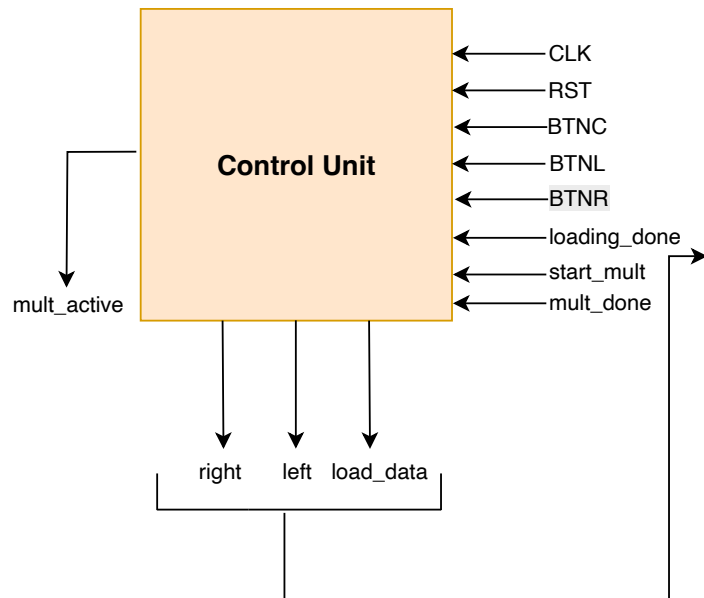 CLK
RST
BTNC
Control Unit
BTNL
BTNR
loading_done
start_mult
mult_done
mult_active
right left load_data